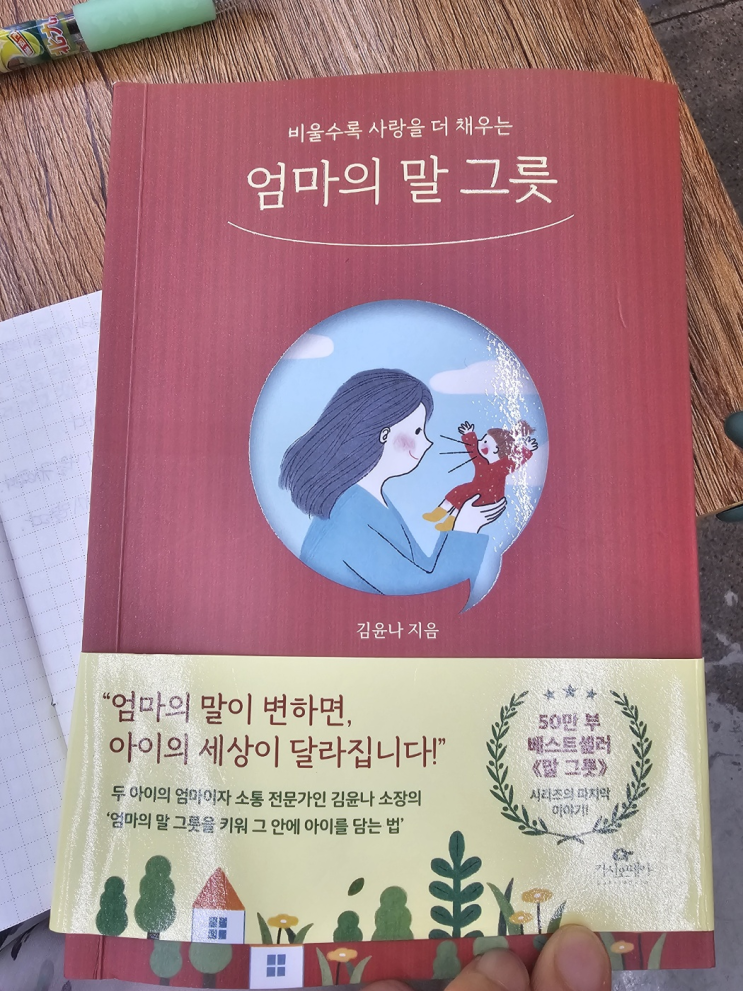 비울수록 사랑을 더 채우는
엄마의 말 그릇
김윤나 지음
“엄마의 말이 변하면,
아이의 세상이 달라집니다!”
두 아이의 엄마이자 소통 전문가인 김윤나 소장의
‘엄마의 말 그릇을 키워 그 안에 아이를 담는 법’
50만 부
베스트셀러
《말 그릇》
시리즈의 마지막
이야기!
카시오페아